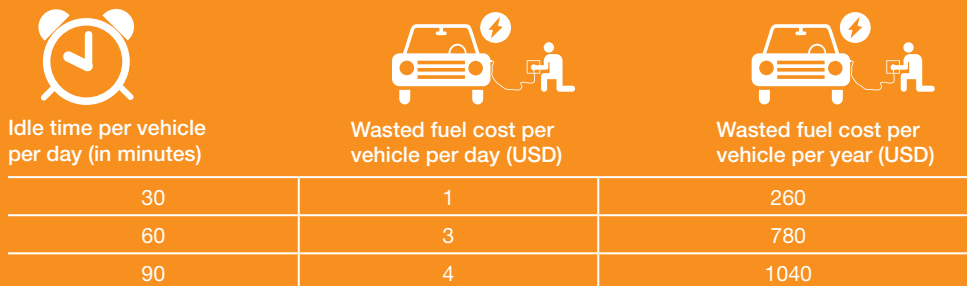 Idle time per vehicle
per day (in minutes)
Wasted fuel cost per
vehicle per day (USD)
Wasted fuel cost per
vehicle per year (USD)
30 1 260
60 3 780
90 4 1040